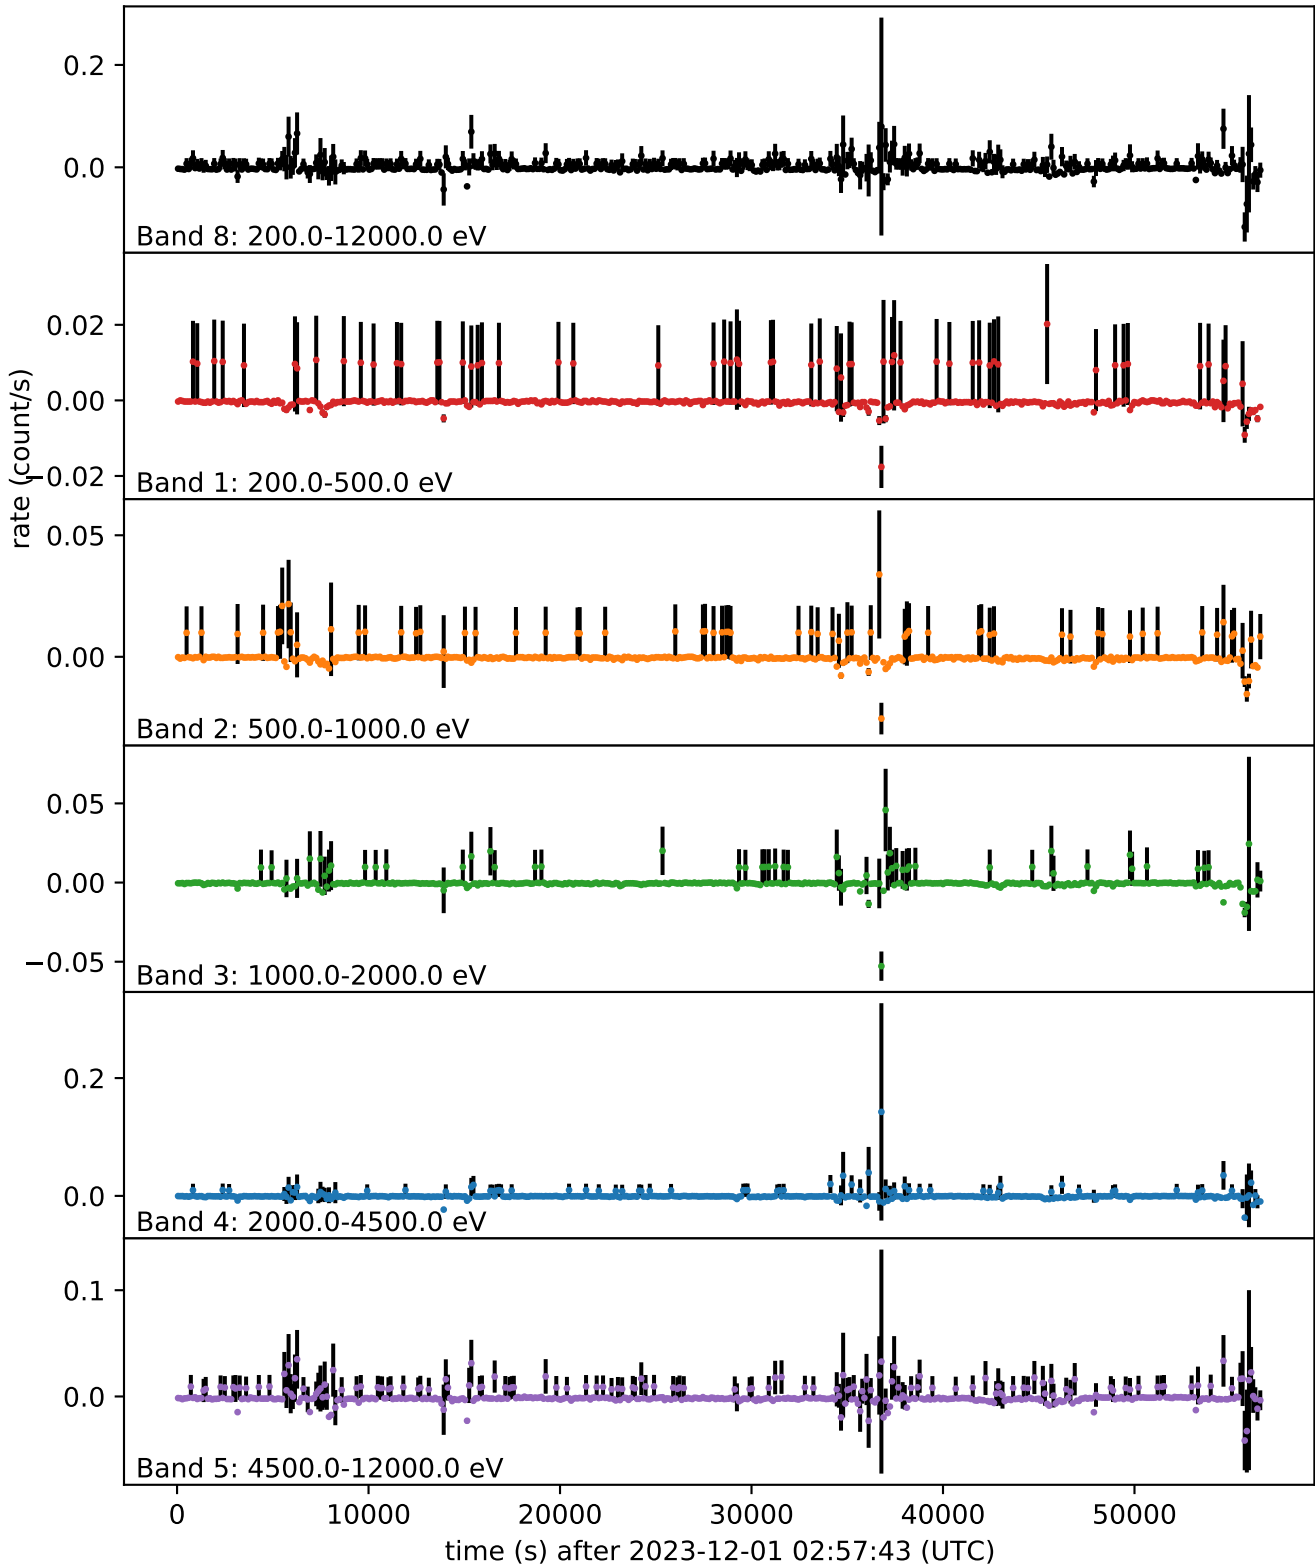 0.2
0.0
Band 8: 200.0-12000.0 eV
0.02
0.00
−0.02
Band 1: 200.0-500.0 eV
rate (count/s)
0.05
0.00
Band 2: 500.0-1000.0 eV
0.05
0.00
−0.05
Band 3: 1000.0-2000.0 eV
0.2
0.0
Band 4: 2000.0-4500.0 eV
0.1
0.0
Band 5: 4500.0-12000.0 eV
0 10000 20000 30000 40000 50000
time (s) after 2023-12-01 02:57:43 (UTC)